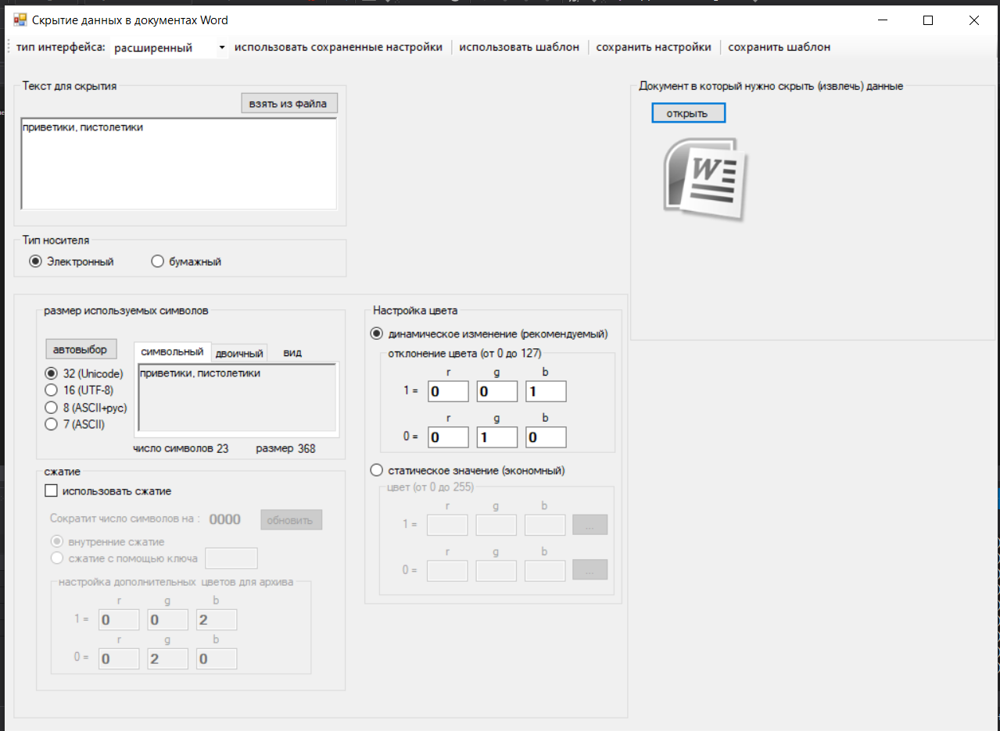 Скрытие данных в документах Word
тип интерфейса: расширенный использовать сохраненные настройки использовать шаблон сохранить настройки сохранить шаблон
Текст для скрытия
взять из файла
приветики, пистолетики
Документ в который нужно скрыть (извлечь) данные
открыть
W
Тип носителя
Электронный бумажный
размер используемых символов
автовыбор
символьный двоичный вид
32 (Unicode)
16 (UTF-8)
8 (ASCII+рус)
7 (ASCII)
приветики, пистолетики
число символов 23 размер 368
сжатие
использовать сжатие
Сократит число символов на : 0000 обновить
внутренние сжатие
сжатие с помощью ключа
настройка дополнительных цветов для архива
r g b
1 = 0 0 2
r g b
0 = 0 2 0
Настройка цвета
динамическое изменение (рекомендуемый)
отклонение цвета (от 0 до 127)
r g b
1 = 0 0 1
r g b
0 = 0 1 0
статическое значение (экономный)
цвет (от 0 до 255)
r g b
1 = ...
r g b
0 = ...